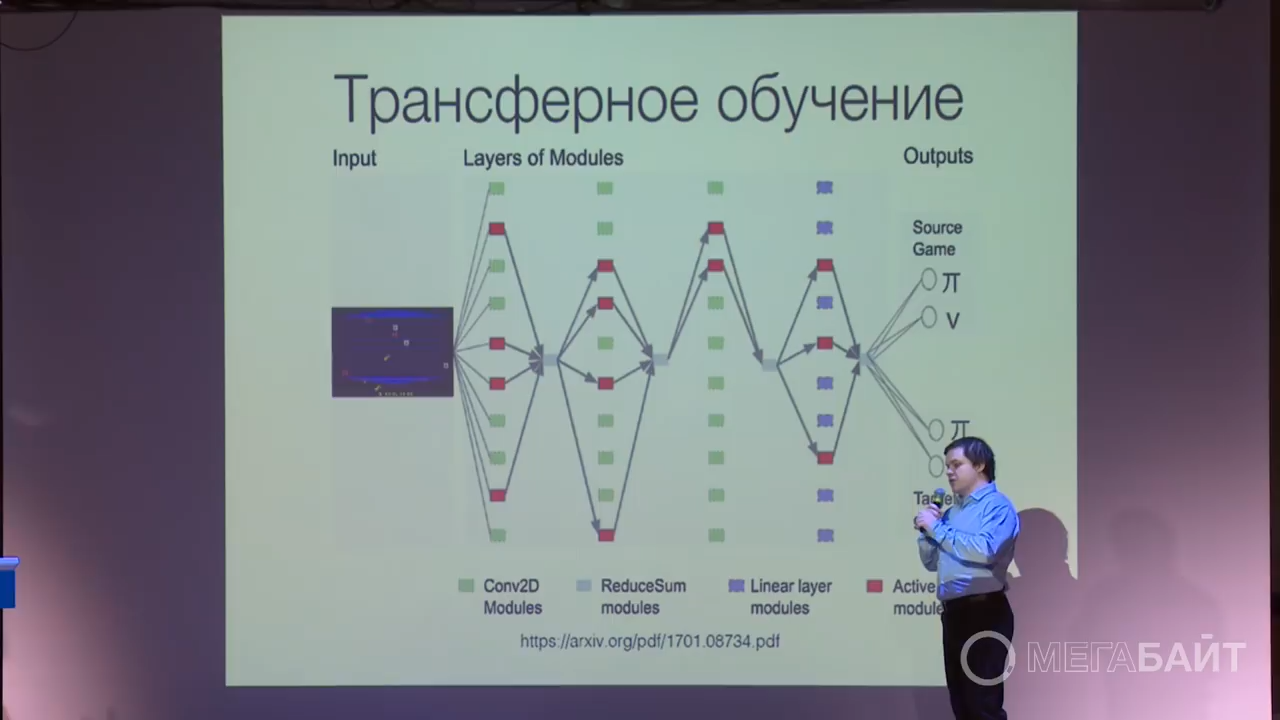 Трансферное обучение
Input
Layers of Modules
Outputs
Source
Game
π
v
π
Conv2D
Modules
ReduceSum
modules
Linear layer
modules
Active
https://arxiv.org/pdf/1701.08734.pdf
МЕГАБАЙТ